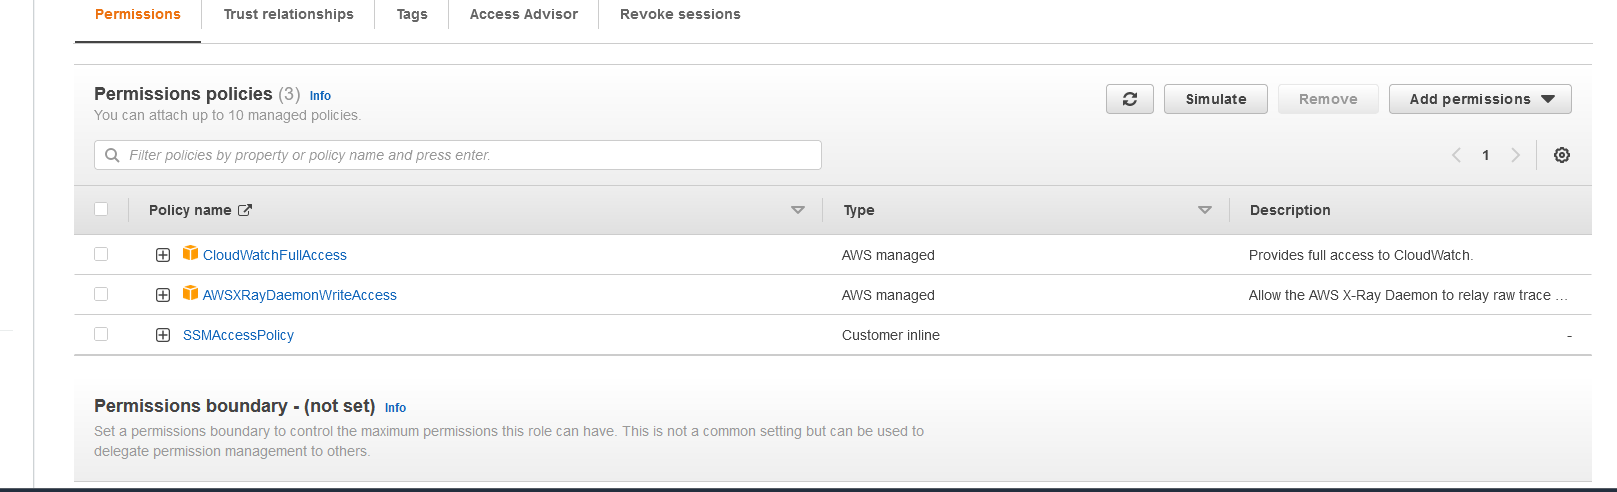 Permissions Trust relationships Tags Access Advisor Revoke sessions
Permissions policies (3) Info
You can attach up to 10 managed policies.
Simulate Remove Add permissions
Filter policies by property or policy name and press enter.
1
Policy name Type Description
CloudWatchFullAccess AWS managed Provides full access to CloudWatch.
AWSXRayDaemonWriteAccess AWS managed Allow the AWS X-Ray Daemon to relay raw trace ...
SSMAccessPolicy Customer inline -
Permissions boundary - (not set) Info
Set a permissions boundary to control the maximum permissions this role can have. This is not a common setting but can be used to
delegate permission management to others.